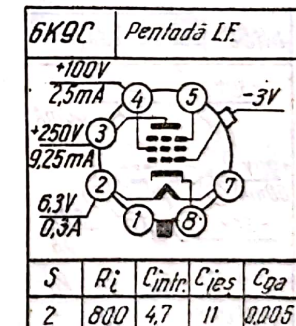 6K9C Pentodă I.F.
+100V
2,5mA
4 5
-3V
+250V
9,25mA
3
6,3V
0,3A
2 7
1 8
S Ri Cintr. Cies Cga
2 800 4,7 11 0,005